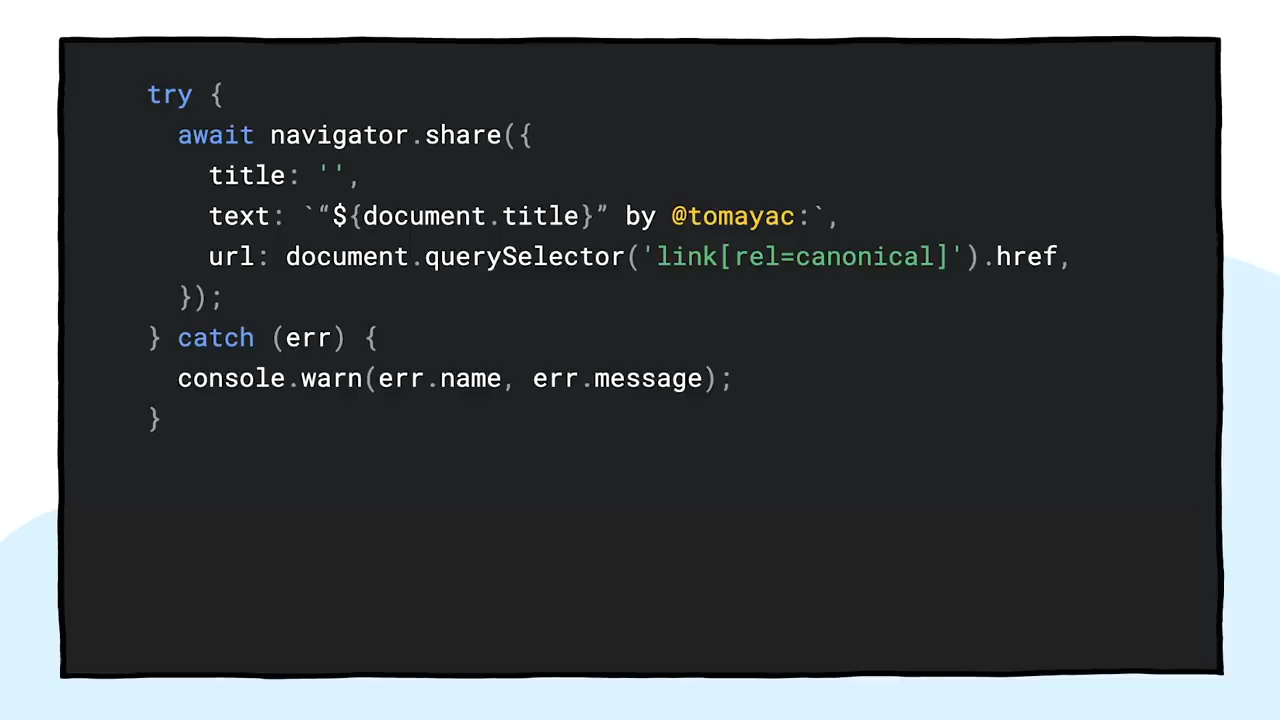 try {
  await navigator.share({
    title: '',
    text: `“${document.title}” by @tomayac:`,
    url: document.querySelector('link[rel=canonical]').href,
  });
} catch (err) {
  console.warn(err.name, err.message);
}